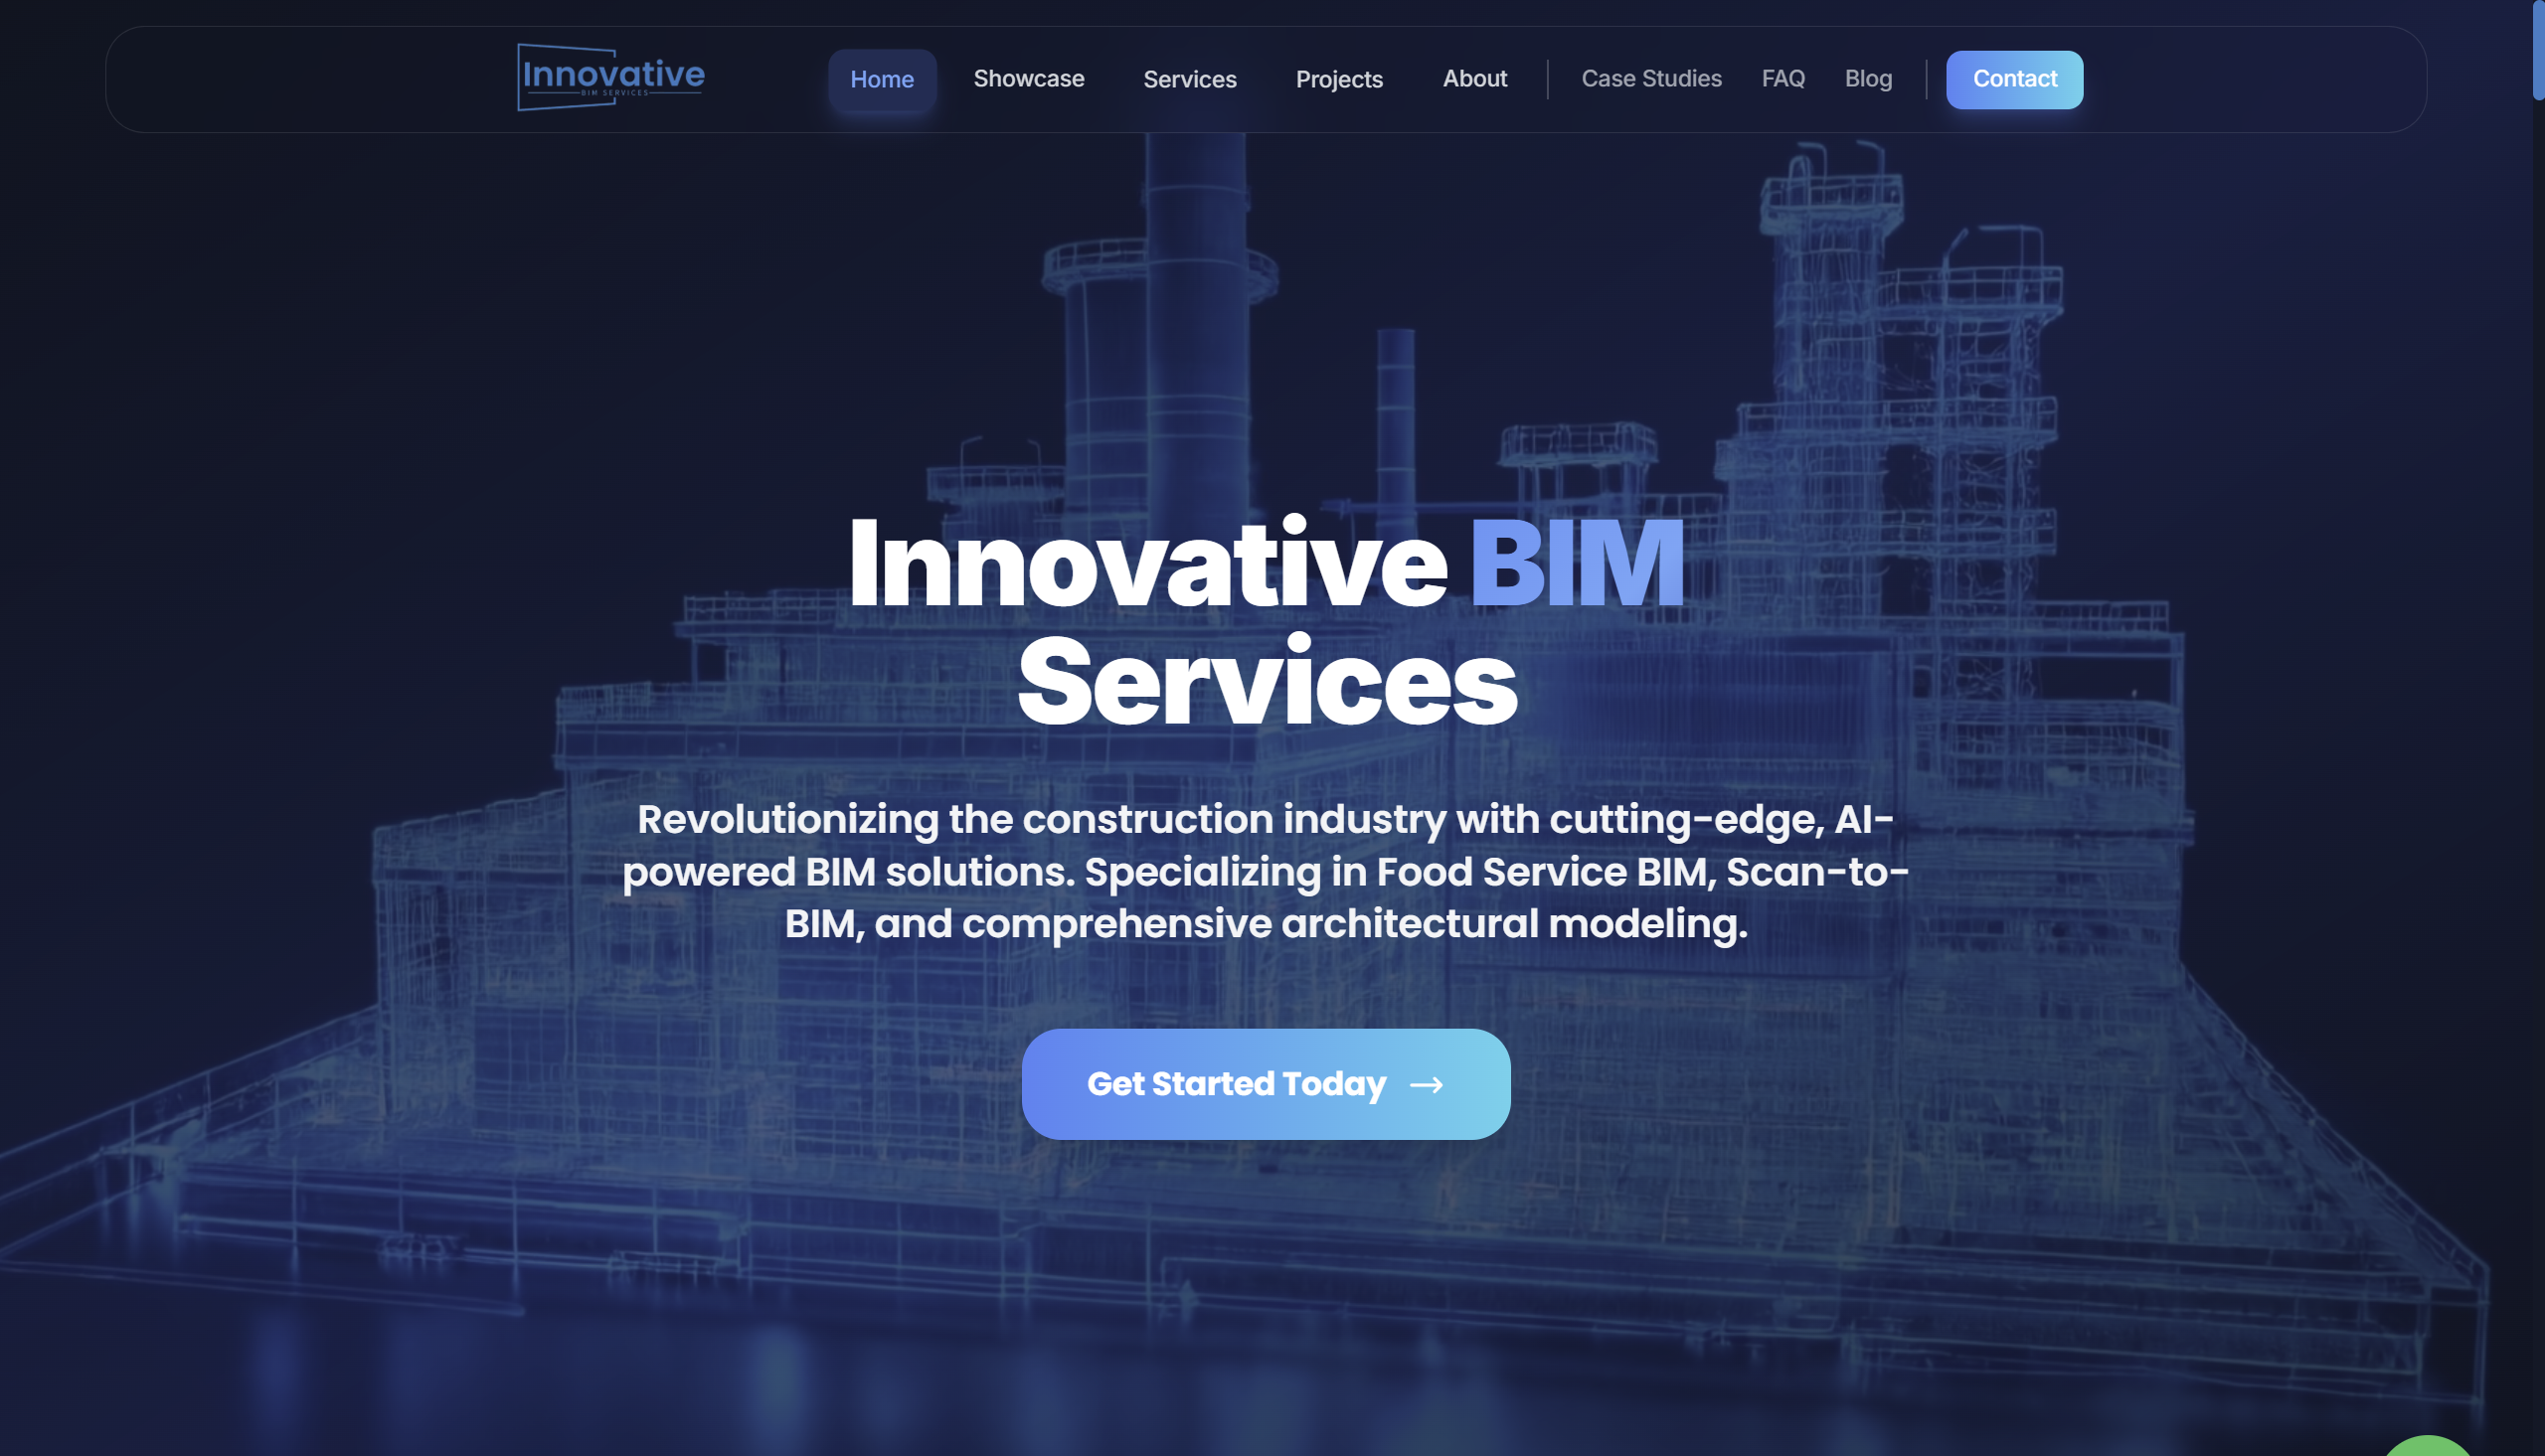 Innovative
BIM SERVICES
Home
Showcase
Services
Projects
About
Case Studies
FAQ
Blog
Contact
Innovative BIM
Services
Revolutionizing the construction industry with cutting-edge, AI-
powered BIM solutions. Specializing in Food Service BIM, Scan-to-
BIM, and comprehensive architectural modeling.
Get Started Today →